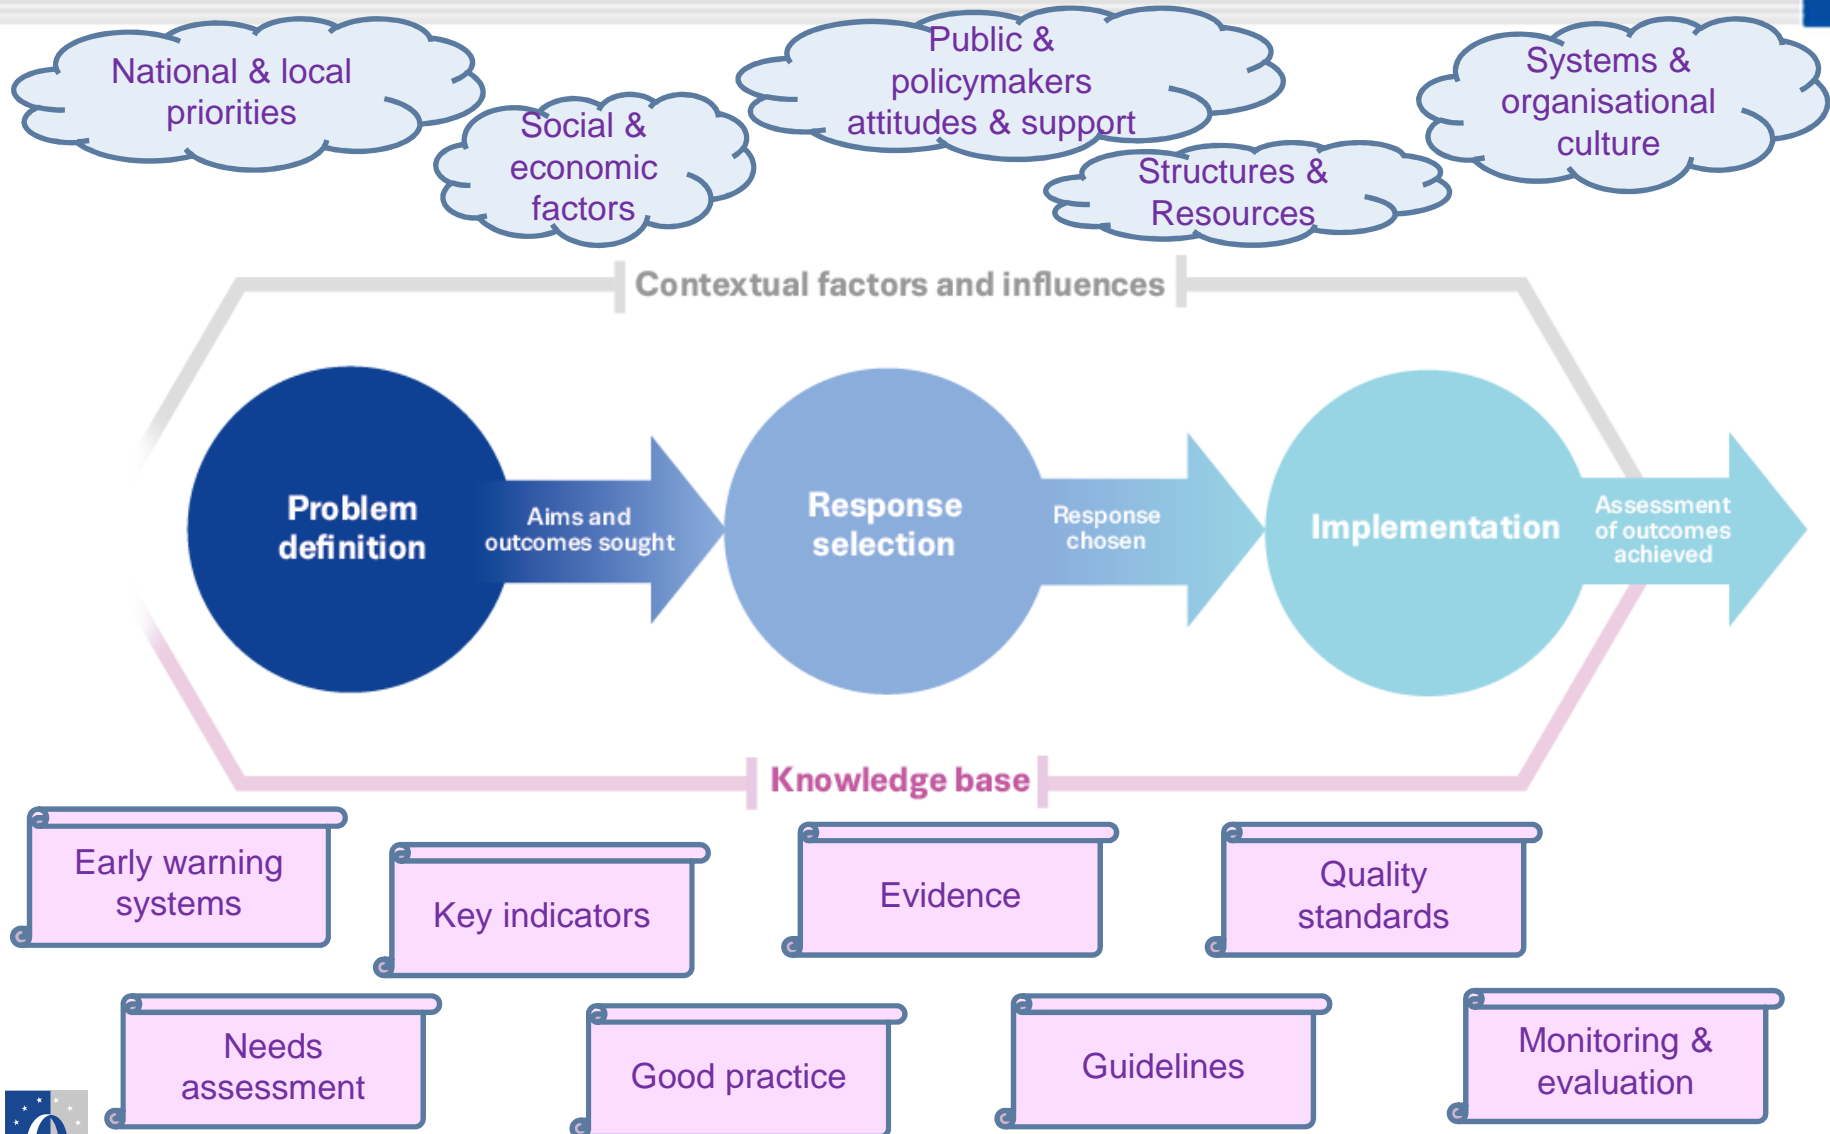 National & local
priorities
Social &
economic
factors
Public &
policymakers
attitudes & support
Structures &
Resources
Systems &
organisational
culture
Contextual factors and influences
Problem
definition
Aims and
outcomes sought
Response
selection
Response
chosen
Implementation
Assessment
of outcomes
achieved
Knowledge base
Early warning
systems
Key indicators
Evidence
Quality
standards
Needs
assessment
Good practice
Guidelines
Monitoring &
evaluation